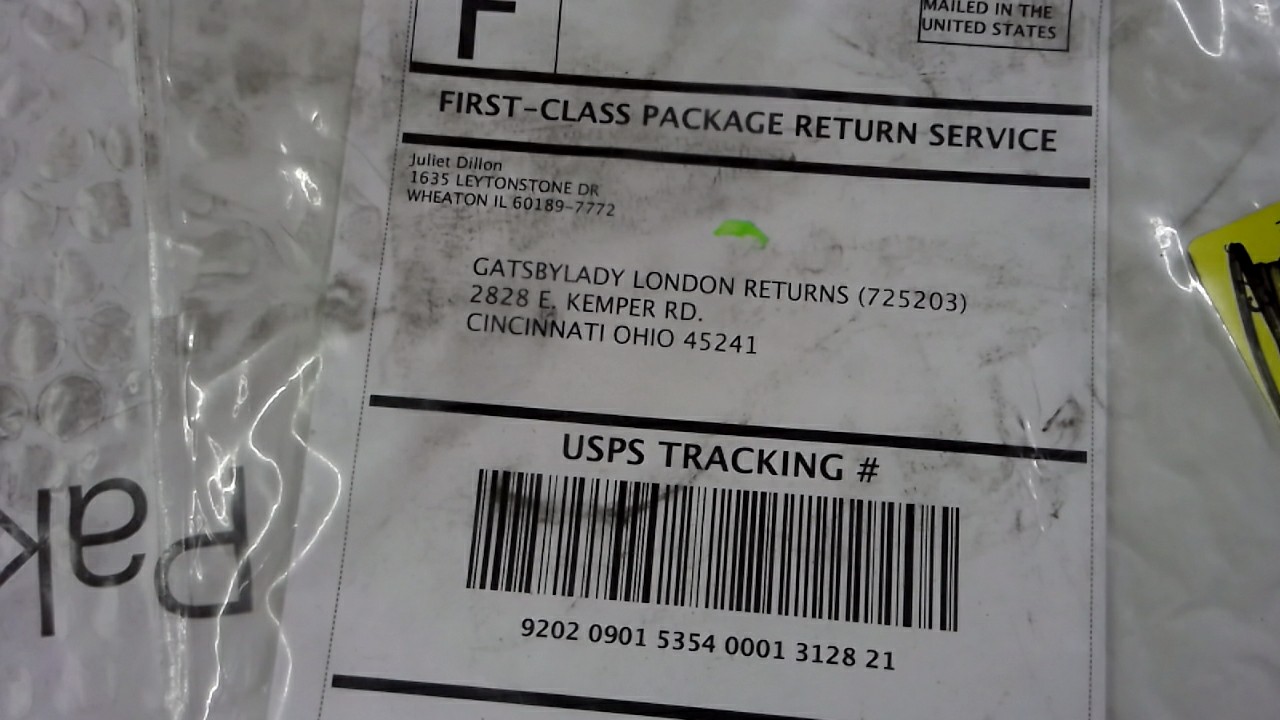 F
MAILED IN THE
UNITED STATES
FIRST-CLASS PACKAGE RETURN SERVICE
Juliet Dillon
1635 LEYTONSTONE DR
WHEATON IL 60189-7772
GATSBYLADY LONDON RETURNS (725203)
2828 E. KEMPER RD.
CINCINNATI OHIO 45241
USPS TRACKING #
9202 0901 5354 0001 3128 21
Pak